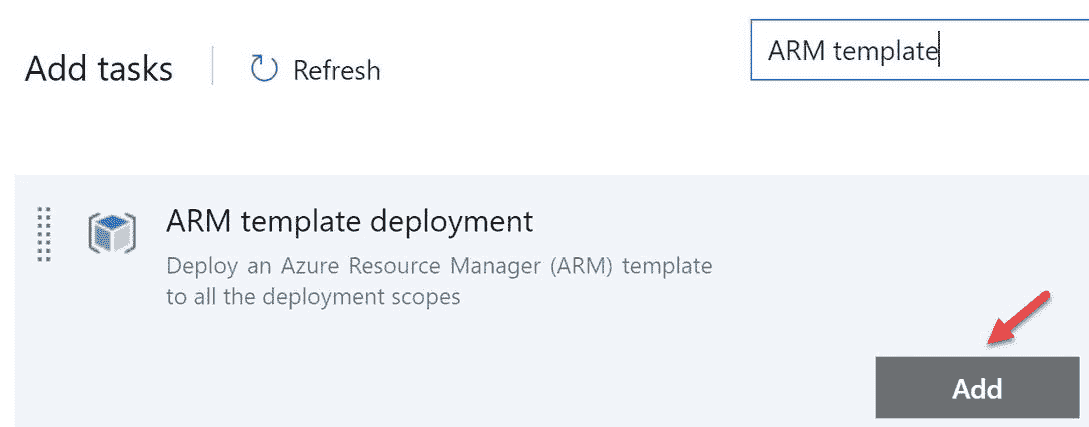 Add tasks
Refresh
ARM template
ARM template deployment
Deploy an Azure Resource Manager (ARM) template
to all the deployment scopes
Add